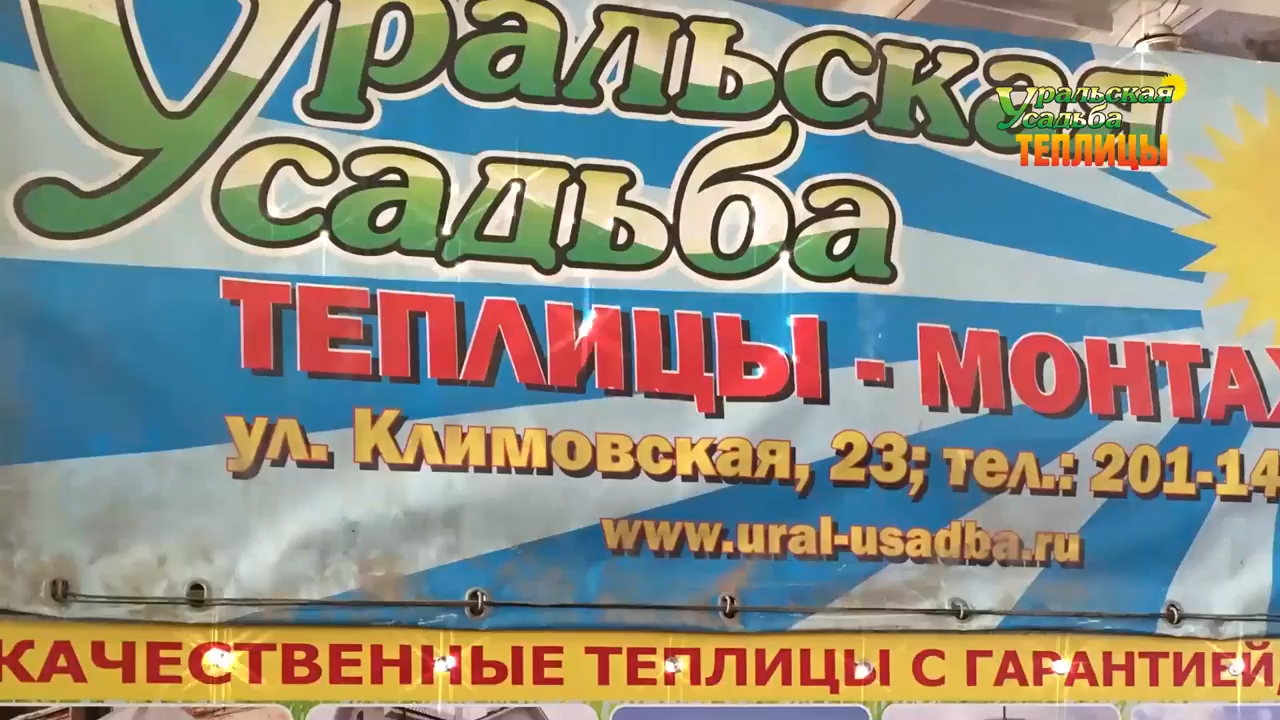 Уральская
Усадьба
ТЕПЛИЦЫ - МОНТАЖ
ул. Климовская, 23; тел.: 201-14
www.ural-usadba.ru
КАЧЕСТВЕННЫЕ ТЕПЛИЦЫ С ГАРАНТИЕЙ,
Уральская
Усадьба
ТЕПЛИЦЫ